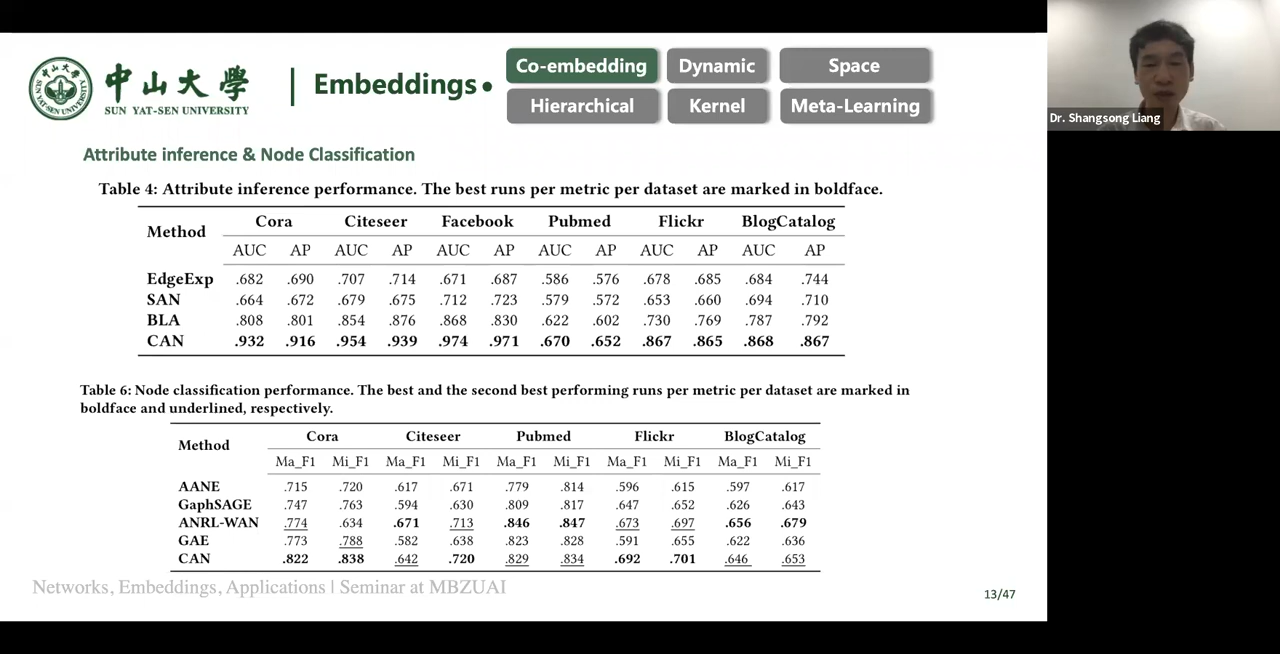 中山大學
SUN YAT-SEN UNIVERSITY
Embeddings
Co-embedding Dynamic Space
Hierarchical Kernel Meta-Learning
Dr. Shangsong Liang
Attribute inference & Node Classification
Table 4: Attribute inference performance. The best runs per metric per dataset are marked in boldface.
Method Cora Citeseer Facebook Pubmed Flickr BlogCatalog
AUC AP AUC AP AUC AP AUC AP AUC AP AUC AP
EdgeExp .682 .690 .707 .714 .671 .687 .586 .576 .678 .685 .684 .744
SAN .664 .672 .679 .675 .712 .723 .579 .572 .653 .660 .694 .710
BLA .808 .801 .854 .876 .868 .830 .622 .602 .730 .769 .787 .792
CAN .932 .916 .954 .939 .974 .971 .670 .652 .867 .865 .868 .867
Table 6: Node classification performance. The best and the second best performing runs per metric per dataset are marked in
boldface and underlined, respectively.
Method Cora Citeseer Pubmed Flickr BlogCatalog
Ma_F1 Mi_F1 Ma_F1 Mi_F1 Ma_F1 Mi_F1 Ma_F1 Mi_F1 Ma_F1 Mi_F1
AANE .715 .720 .617 .671 .779 .814 .596 .615 .597 .617
GaphSAGE .747 .763 .594 .630 .809 .817 .647 .652 .626 .643
ANRL-WAN .774 .634 .671 .713 .846 .847 .673 .697 .656 .679
GAE .773 .788 .582 .638 .823 .828 .591 .655 .622 .636
CAN .822 .838 .642 .720 .829 .834 .692 .701 .646 .653
Networks, Embeddings, Applications | Seminar at MBZUAI
13/47